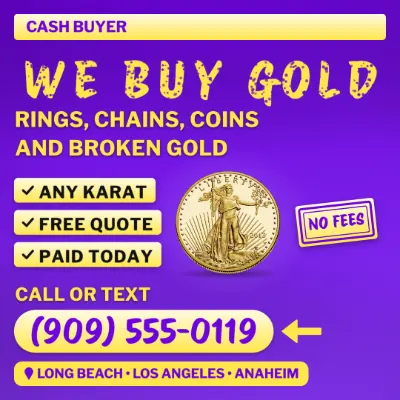 CASH BUYER
WE BUY GOLD
RINGS, CHAINS, COINS
AND BROKEN GOLD
✓ ANY KARAT
✓ FREE QUOTE
✓ PAID TODAY
LIBERTY
NO FEES
CALL OR TEXT
(909) 555-0119
LONG BEACH • LOS ANGELES • ANAHEIM